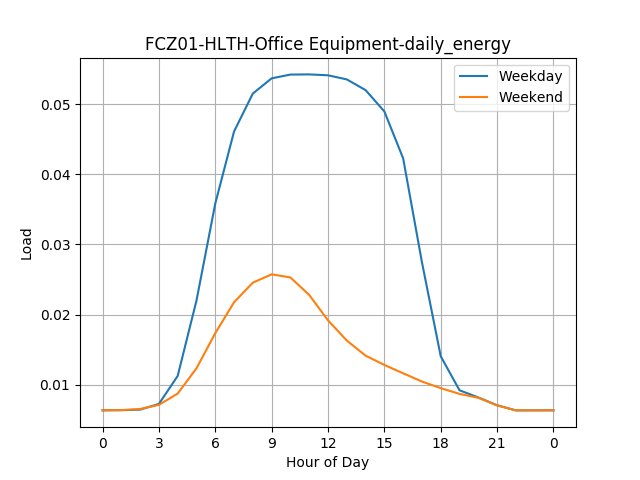 FCZ01-HLTH-Office Equipment-daily_energy
Weekday
Weekend
0.05
0.04
0.03
0.02
0.01
Load
0 3 6 9 12 15 18 21 0
Hour of Day